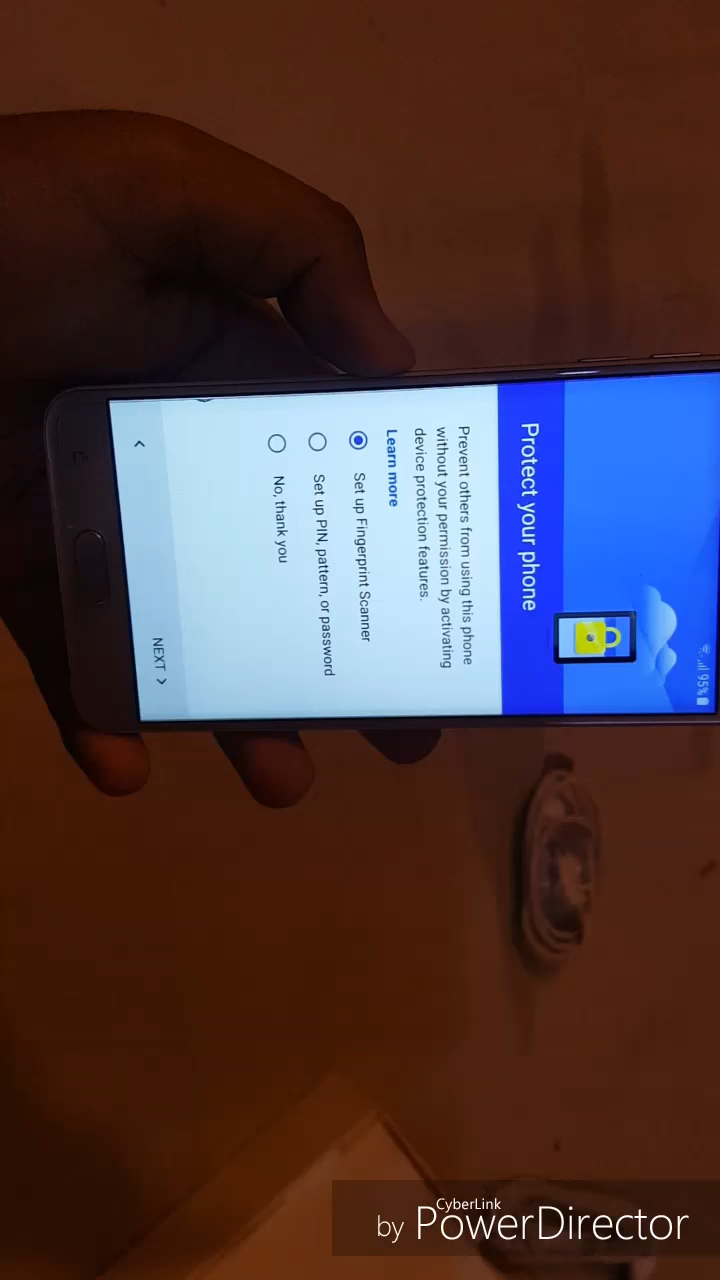 95%
Protect your phone
Prevent others from using this phone
without your permission by activating
device protection features.
Learn more
Set up Fingerprint Scanner
Set up PIN, pattern, or password
No, thank you
NEXT >
CyberLink
by PowerDirector